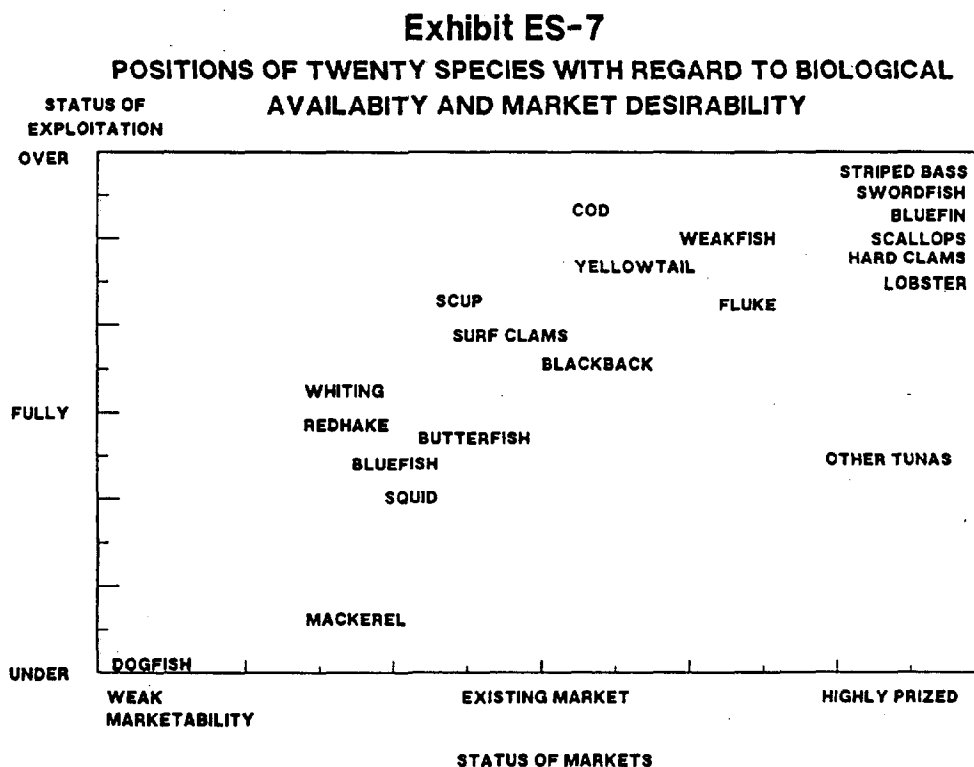 Exhibit ES-7
POSITIONS OF TWENTY SPECIES WITH REGARD TO BIOLOGICAL
AVAILABITY AND MARKET DESIRABILITY
STATUS OF
EXPLOITATION
OVER
STRIPED BASS
SWORDFISH
COD
BLUEFIN
WEAKFISH
SCALLOPS
HARD CLAMS
YELLOWTAIL
LOBSTER
SCUP
FLUKE
SURF CLAMS
BLACKBACK
WHITING
FULLY
REDHAKE
BUTTERFISH
BLUEFISH
OTHER TUNAS
SQUID
MACKEREL
DOGFISH
UNDER
WEAK
MARKETABILITY
EXISTING MARKET
HIGHLY PRIZED
STATUS OF MARKETS